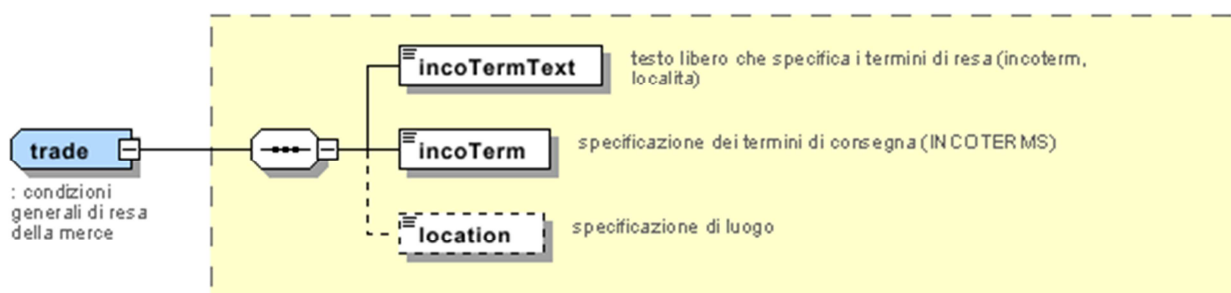 incoTermText
testo libero che specifica i termini di resa (incoterm,
localita)
trade
incoTerm
specificazione dei termini di consegna (INCOTERMS)
: condizioni
generali di resa
della merce
location
specificazione di luogo